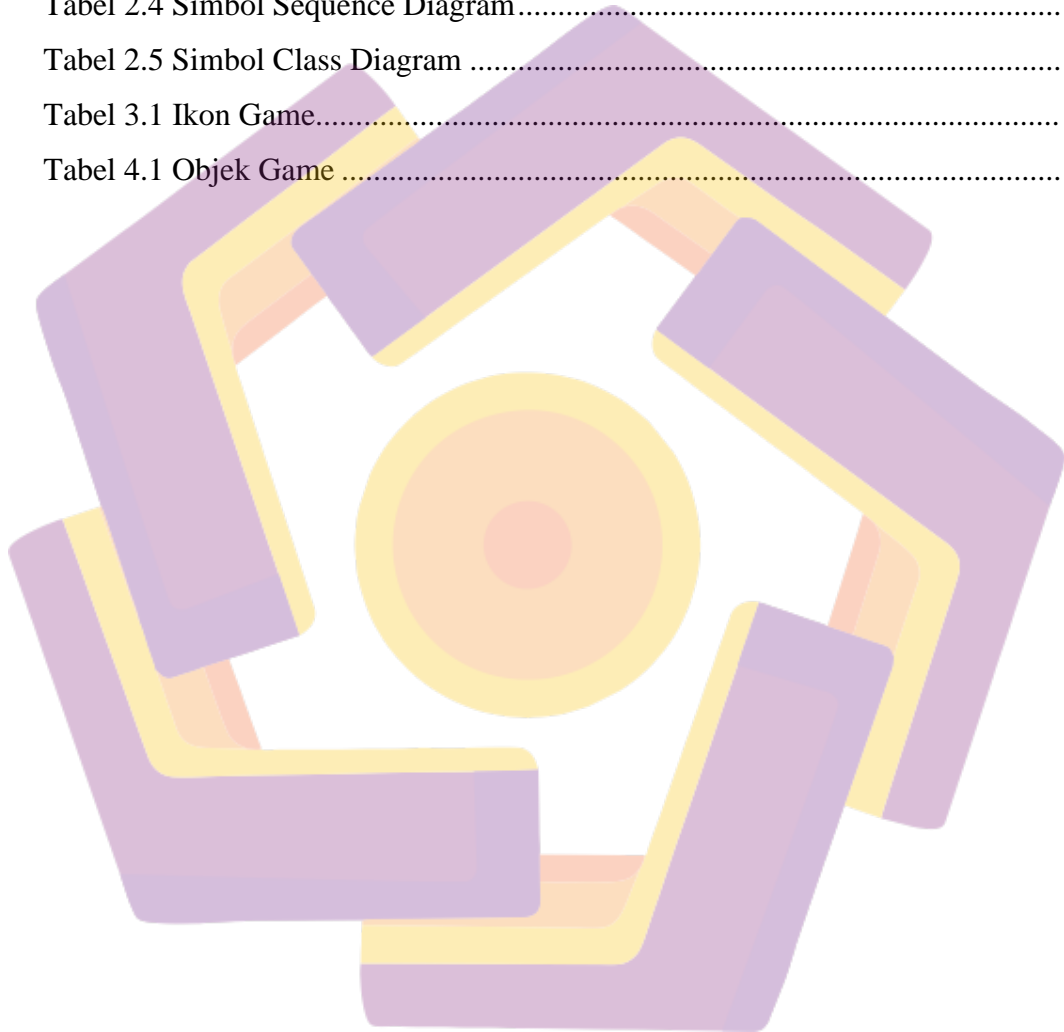 Tabel 2.4 Simbol Sequence Diagram..........................................................................
Tabel 2.5 Simbol Class Diagram ................................................................................
Tabel 3.1 Ikon Game...................................................................................................
Tabel 4.1 Objek Game ................................................................................................